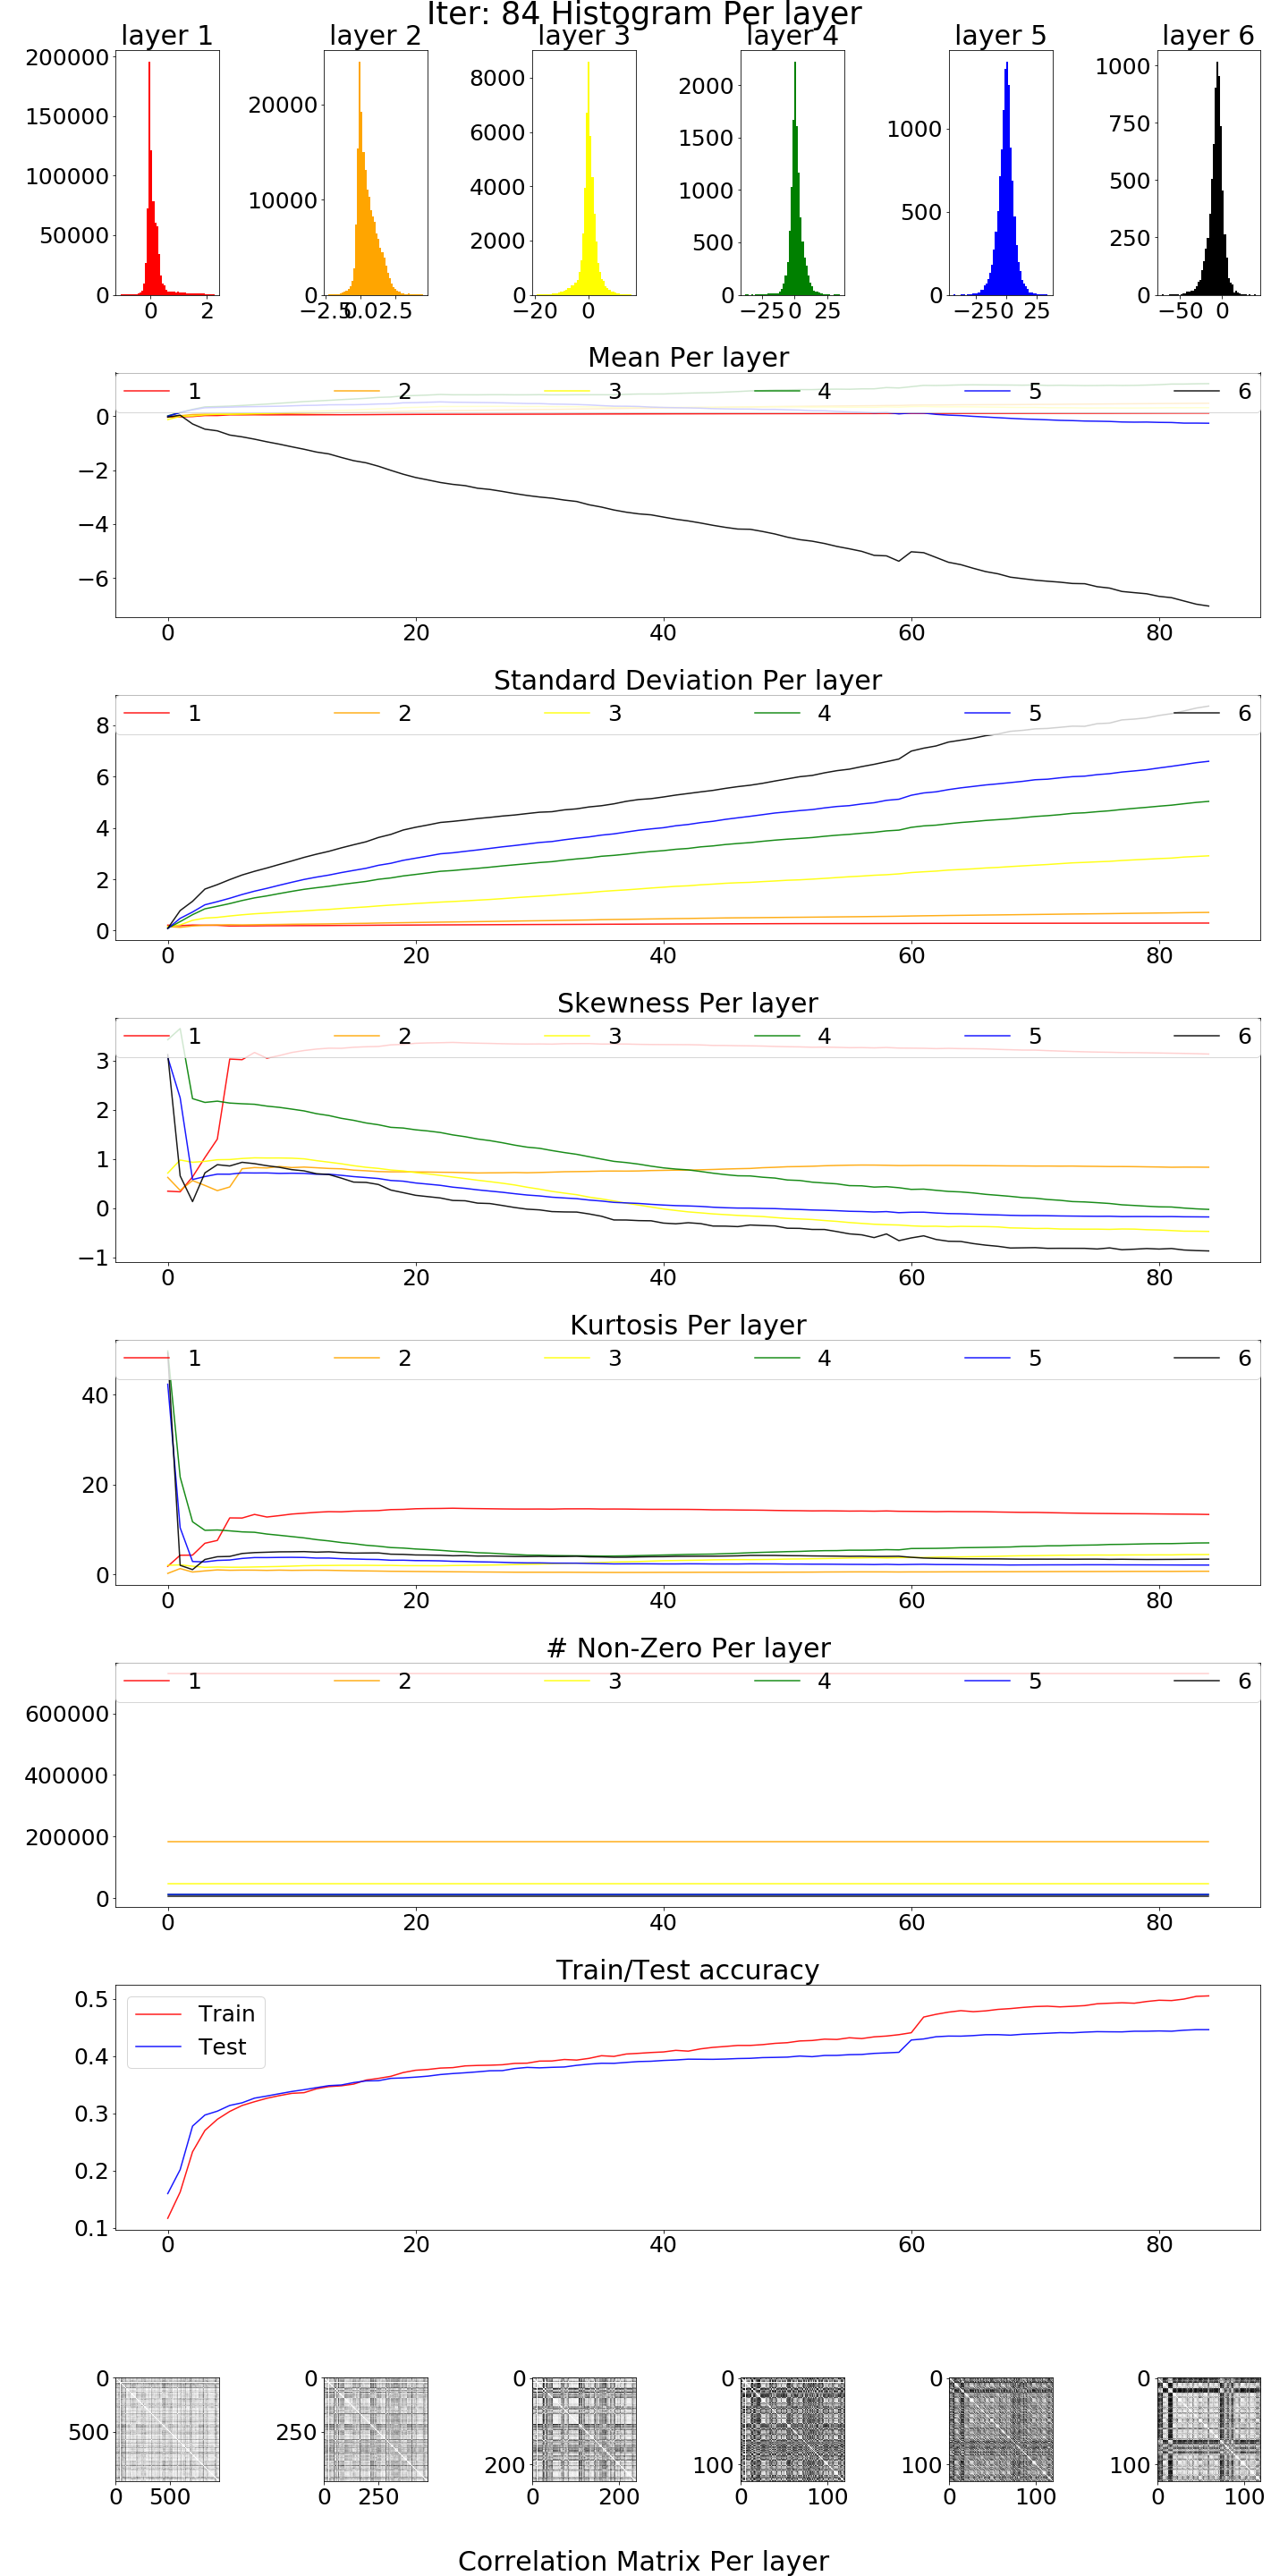 Iter: 84 Histogram Per layer
layer 1 layer 2 layer 3 layer 4 layer 5 layer 6
200000
150000
100000
50000
0
0 2
20000
10000
0
−2.5 0.0 2.5
8000
6000
4000
2000
0
−20 0
2000
1500
1000
500
0
−25 0 25
1000
500
0
−25 0 25
1000
750
500
250
0
−50 0
Mean Per layer
1 2 3 4 5 6
0
−2
−4
−6
0 20 40 60 80
Standard Deviation Per layer
1 2 3 4 5 6
8
6
4
2
0
0 20 40 60 80
Skewness Per layer
1 2 3 4 5 6
3
2
1
0
−1
0 20 40 60 80
Kurtosis Per layer
1 2 3 4 5 6
40
20
0
0 20 40 60 80
# Non-Zero Per layer
1 2 3 4 5 6
600000
400000
200000
0
0 20 40 60 80
Train/Test accuracy
Train
Test
0.5
0.4
0.3
0.2
0.1
0 20 40 60 80
0
500
0 500
0
250
0 250
0
200
0 200
0
100
0 100
0
100
0 100
0
100
0 100
Correlation Matrix Per layer